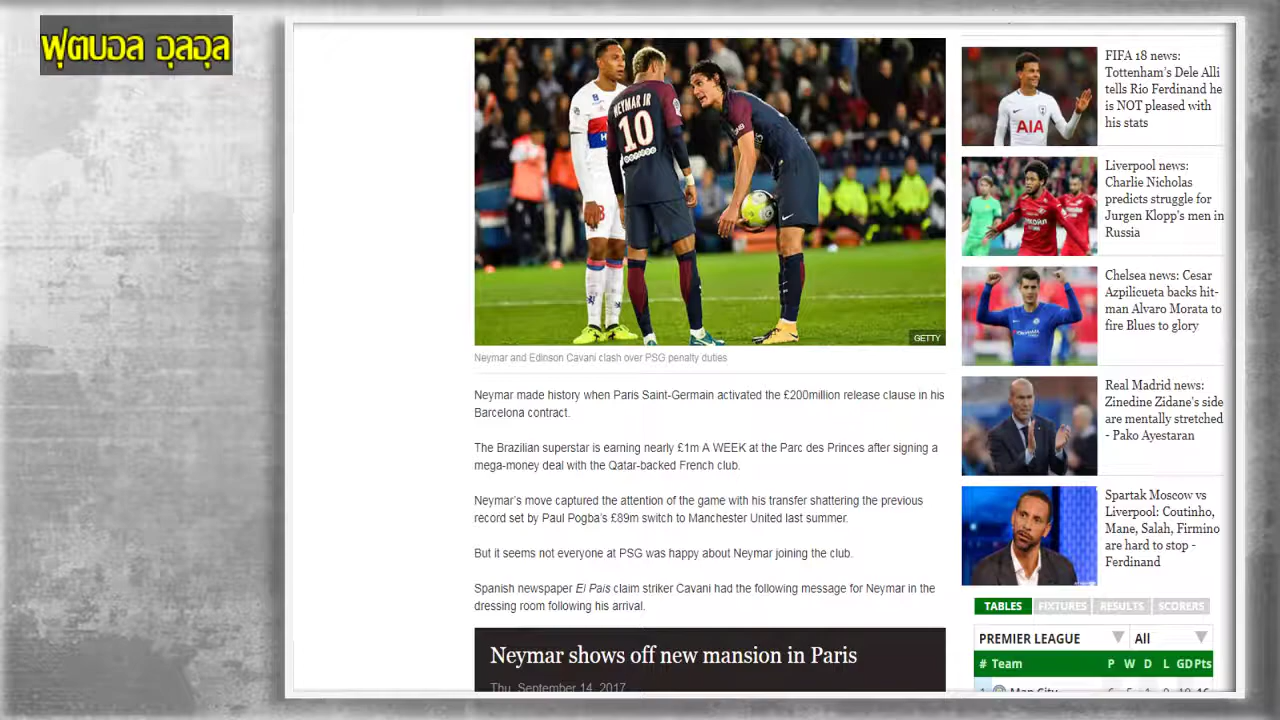 ฟุตบอล อุลอุล
NEYMAR JR
10
GETTY
Neymar and Edinson Cavani clash over PSG penalty duties
Neymar made history when Paris Saint-Germain activated the £200million release clause in his
Barcelona contract.
The Brazilian superstar is earning nearly £1m A WEEK at the Parc des Princes after signing a
mega-money deal with the Qatar-backed French club.
Neymar's move captured the attention of the game with his transfer shattering the previous
record set by Paul Pogba's £89m switch to Manchester United last summer.
But it seems not everyone at PSG was happy about Neymar joining the club.
Spanish newspaper El Pais claim striker Cavani had the following message for Neymar in the
dressing room following his arrival.
Neymar shows off new mansion in Paris
Thu, September 14, 2017
AIA
FIFA 18 news:
Tottenham's Dele Alli
tells Rio Ferdinand he
is NOT pleased with
his stats
Liverpool news:
Charlie Nicholas
predicts struggle for
Jurgen Klopp's men in
Russia
Chelsea news: Cesar
Azpilicueta backs hit-
man Alvaro Morata to
fire Blues to glory
Real Madrid news:
Zinedine Zidane's side
are mentally stretched
- Pako Ayestaran
Spartak Moscow vs
Liverpool: Coutinho,
Mane, Salah, Firmino
are hard to stop -
Ferdinand
TABLES FIXTURES RESULTS SCORERS
PREMIER LEAGUE All
# Team P W D L GD Pts
Man City